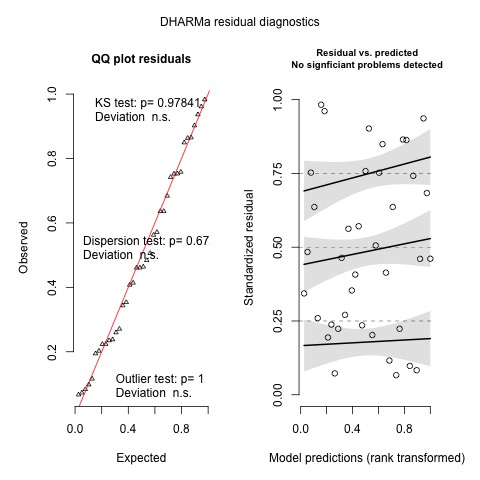 DHARMa residual diagnostics
QQ plot residuals
KS test: p= 0.97841
Deviation n.s.
Dispersion test: p= 0.67
Deviation n.s.
Outlier test: p= 1
Deviation n.s.
Observed
0.2
0.4
0.6
0.8
1.0
0.0 0.4 0.8
Expected
Residual vs. predicted
No signficiant problems detected
Standardized residual
0.00
0.25
0.50
0.75
1.00
0.0 0.4 0.8
Model predictions (rank transformed)